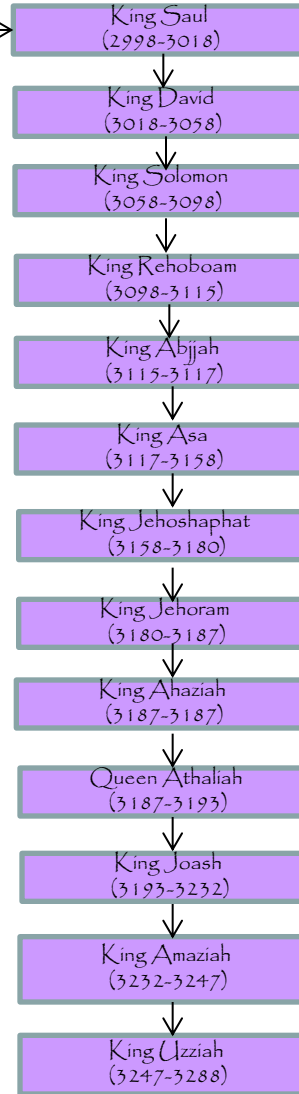 King Saul
(2998-3018)
King David
(3018-3058)
King Solomon
(3058-3098)
King Rehoboam
(3098-3115)
King Abjjah
(3115-3117)
King Asa
(3117-3158)
King Jehoshaphat
(3158-3180)
King Jehoram
(3180-3187)
King Ahaziah
(3187-3187)
Queen Athaliah
(3187-3193)
King Joash
(3193-3232)
King Amaziah
(3232-3247)
King Uzziah
(3247-3288)